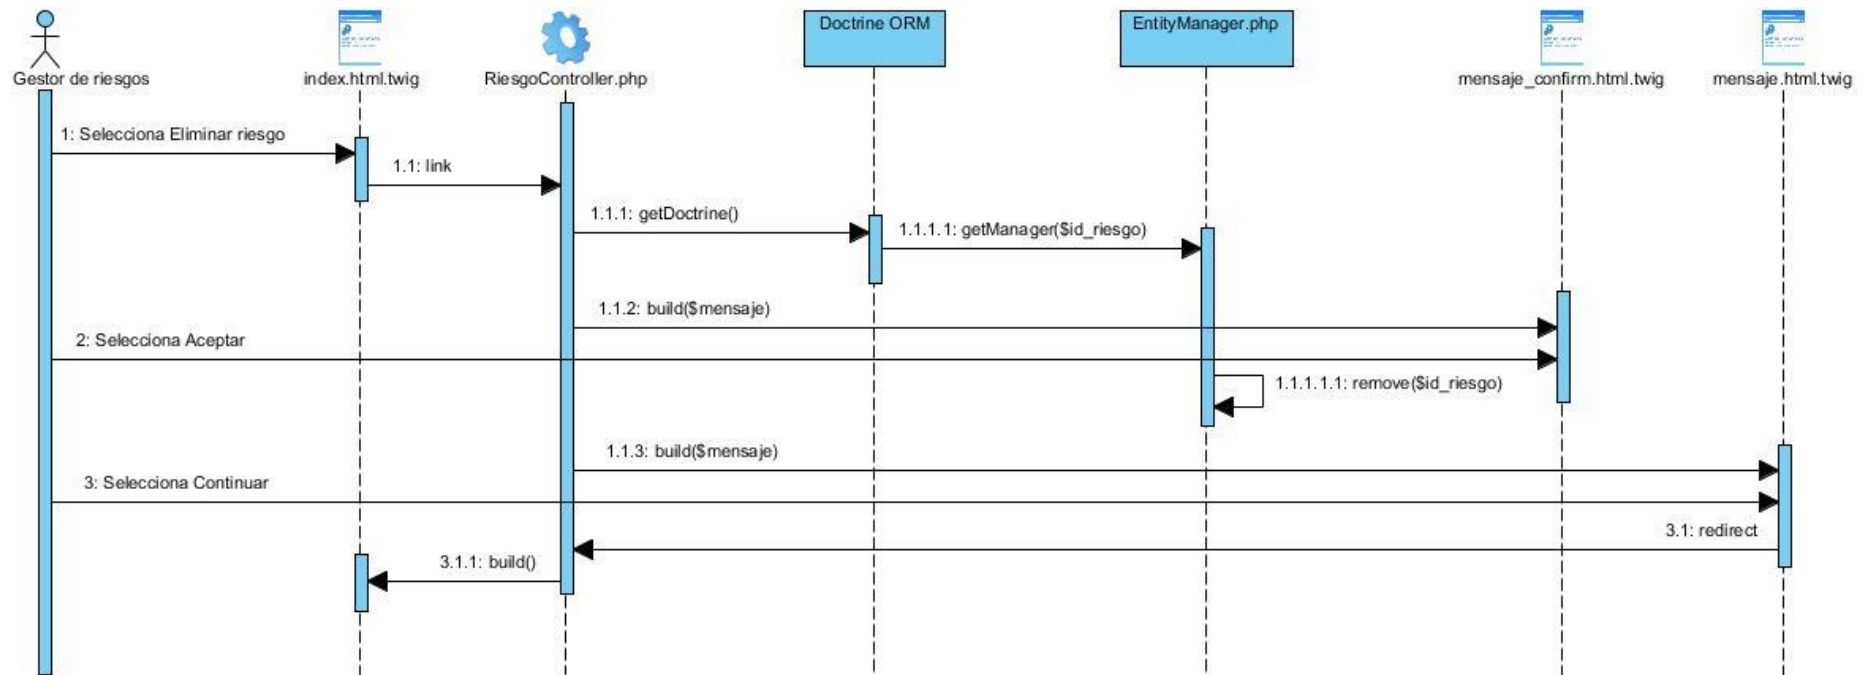 Doctrine ORM
EntityManager.php
Gestor de riesgos
index.html.twig
RiesgoController.php
mensaje_confirm.html.twig
mensaje.html.twig
1: Selecciona Eliminar riesgo
1.1: link
1.1.1: getDoctrine()
1.1.1.1: getManager($id_riesgo)
1.1.2: build($mensaje)
2: Selecciona Aceptar
1.1.1.1.1: remove($id_riesgo)
1.1.3: build($mensaje)
3: Selecciona Continuar
3.1: redirect
3.1.1: build()